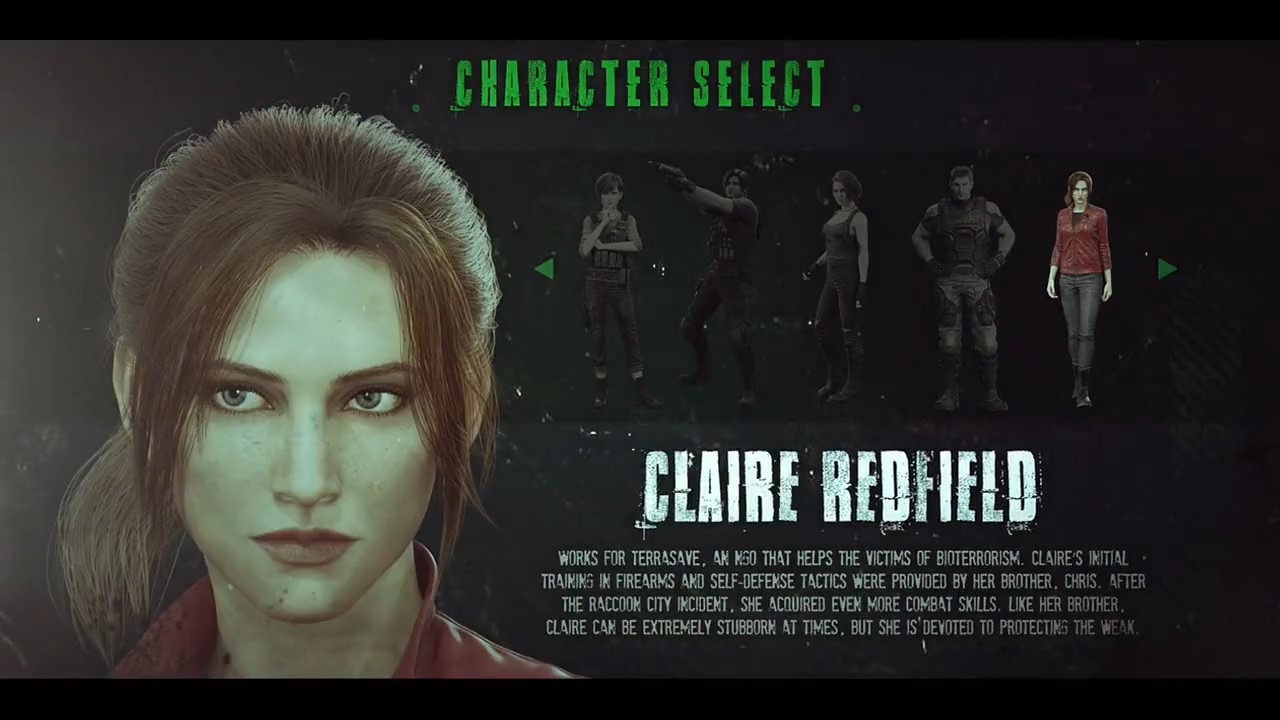 CHARACTER SELECT
CLAIRE REDFIELD
WORKS FOR TERRASAVE, AN NGO THAT HELPS THE VICTIMS OF BIOTERRORISM. CLAIRE'S INITIAL
TRAINING IN FIREARMS AND SELF-DEFENSE TACTICS WERE PROVIDED BY HER BROTHER, CHRIS. AFTER
THE RACCOON CITY INCIDENT, SHE ACQUIRED EVEN MORE COMBAT SKILLS. LIKE HER BROTHER,
CLAIRE CAN BE EXTREMELY STUBBORN AT TIMES, BUT SHE IS DEVOTED TO PROTECTING THE WEAK.